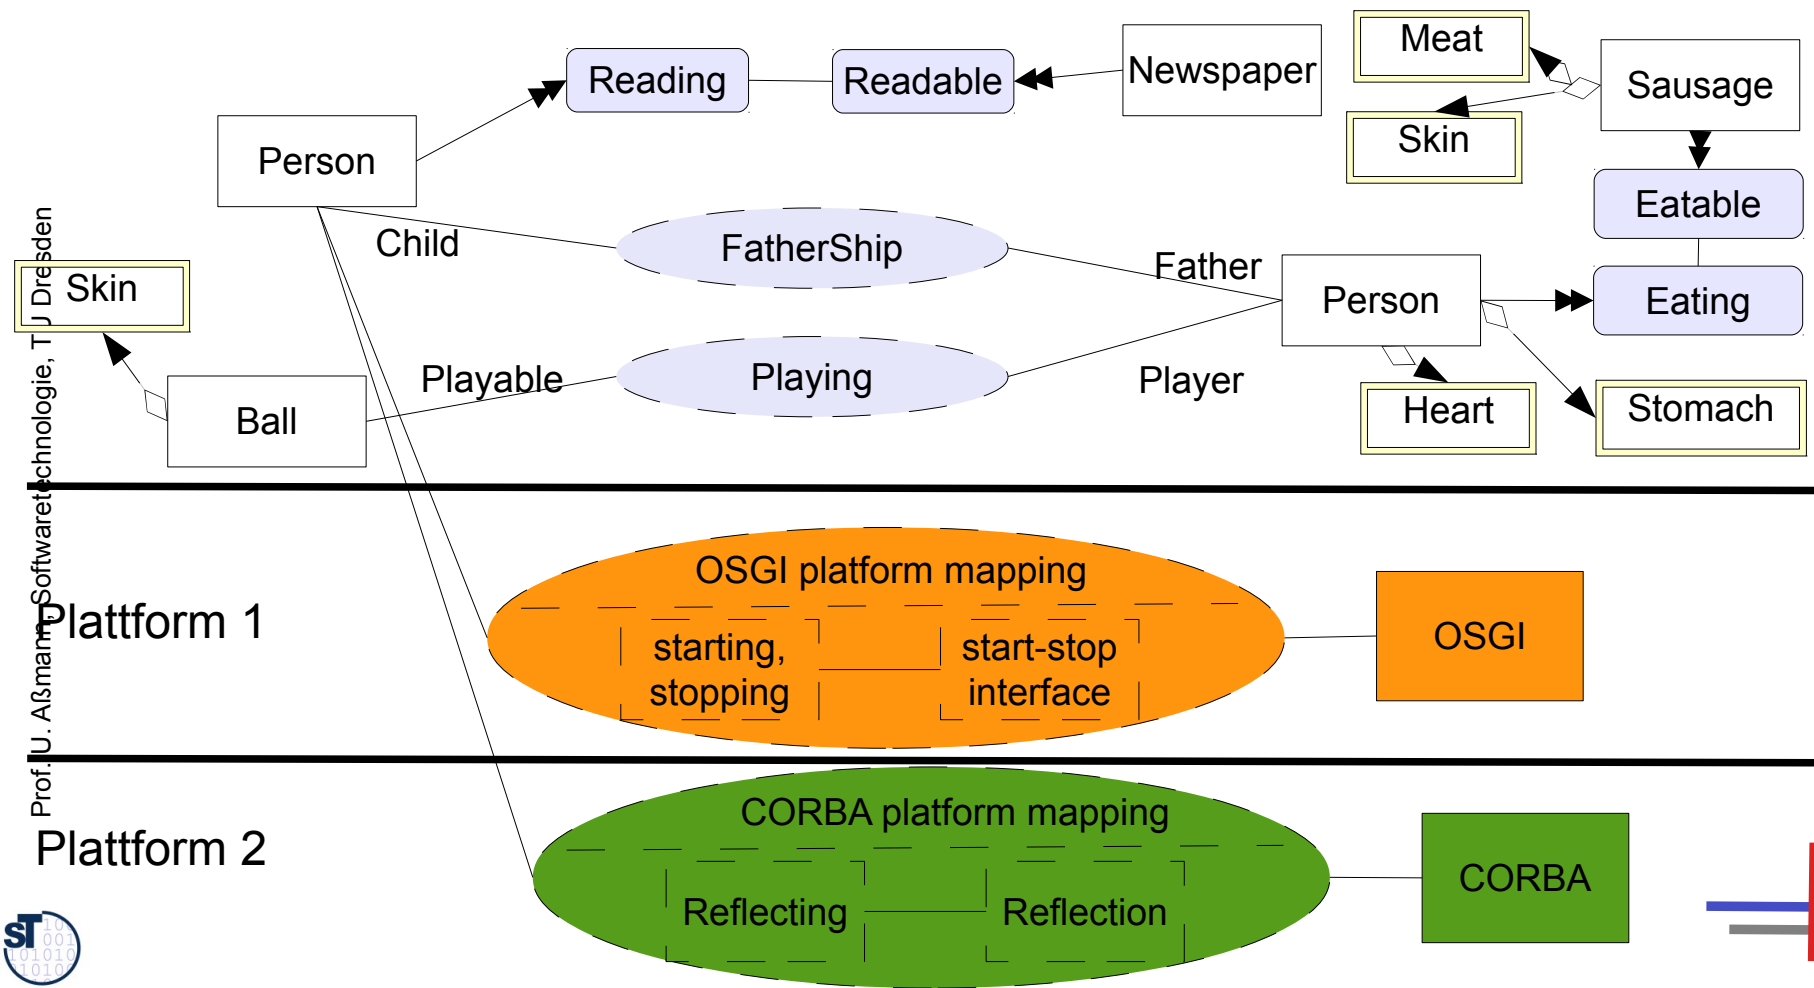 Meat
Sausage
Reading
Readable
Newspaper
Skin
Person
Eatable
Child
FatherShip
Father
Skin
Person
Eating
Playable
Playing
Player
Ball
Heart
Stomach
Prof. U. Aßmann, Softwaretechnologie, TU Dresden
Plattform 1
OSGI platform mapping
starting,
stopping
start-stop
interface
OSGI
Plattform 2
CORBA platform mapping
Reflecting
Reflection
CORBA
sT